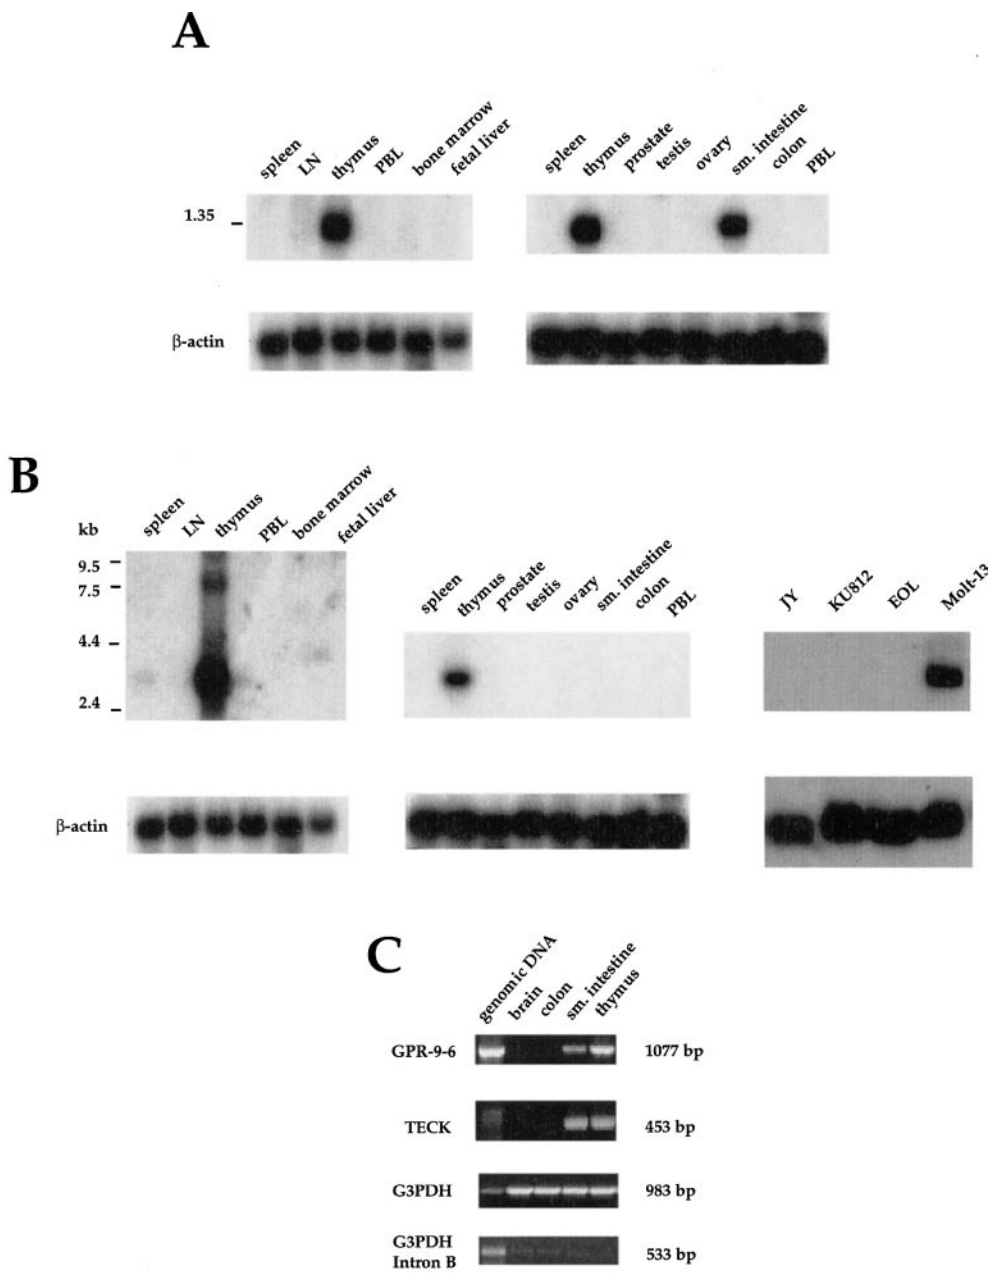 A
spleen LN thymus PBL bone marrow fetal liver
spleen thymus prostate testis ovary sm. intestine colon PBL
1.35
β-actin
B
kb
spleen LN thymus PBL bone marrow fetal liver
9.5
7.5
4.4
2.4
spleen thymus prostate testis ovary sm. intestine colon PBL
JY KU812 EOL Molt-13
β-actin
C
genomic DNA brain colon sm. intestine thymus
GPR-9-6 1077 bp
TECK 453 bp
G3PDH 983 bp
G3PDH
Intron B 533 bp